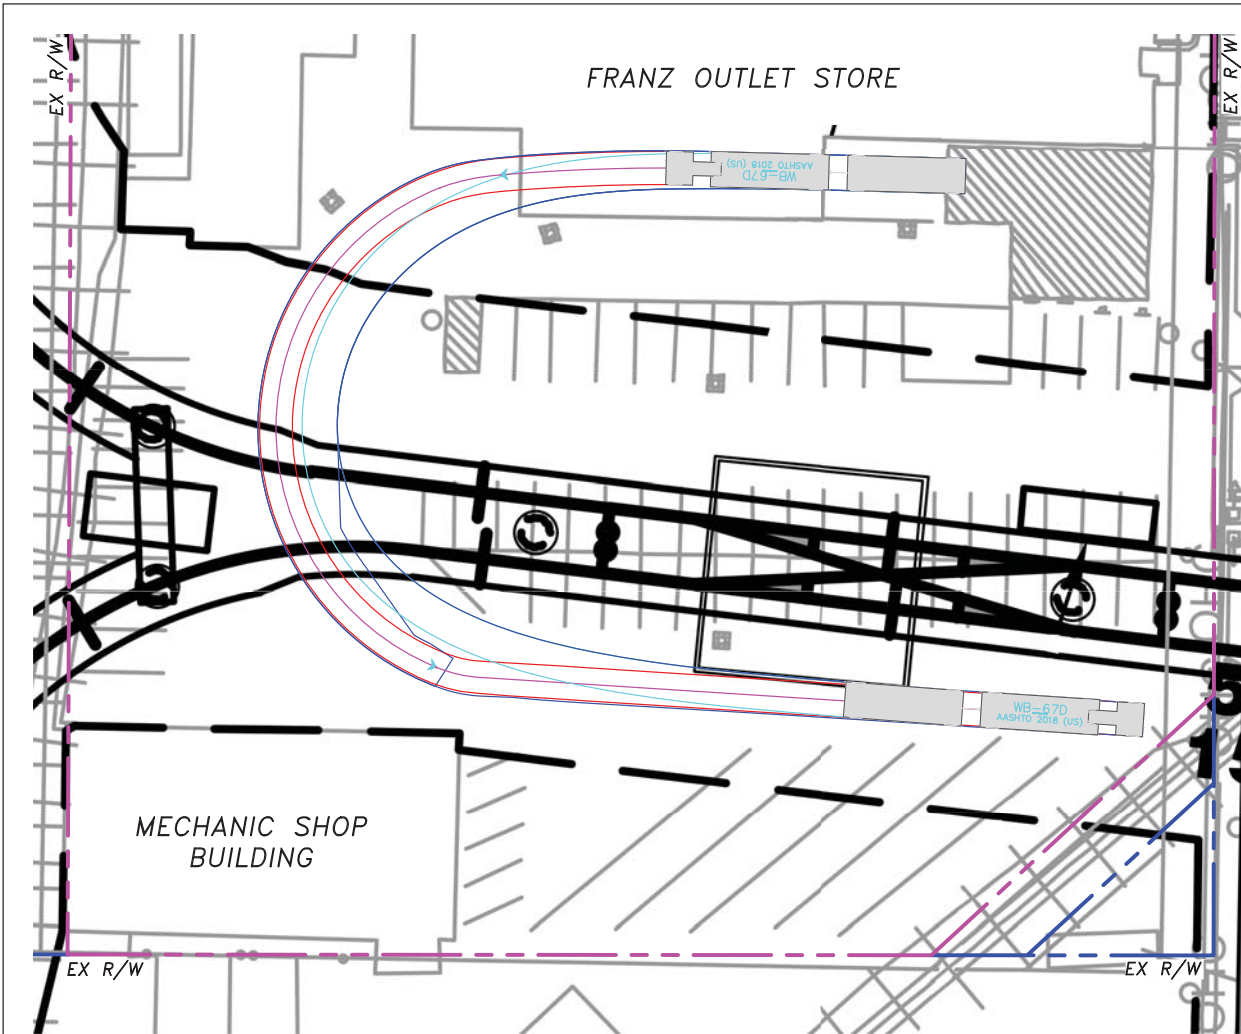 EX R/W
FRANZ OUTLET STORE
EX R/W
WB=67D
AASHTO 2018 (US)
WB=67D
AASHTO 2018 (US)
MECHANIC SHOP
BUILDING
EX R/W
EX R/W